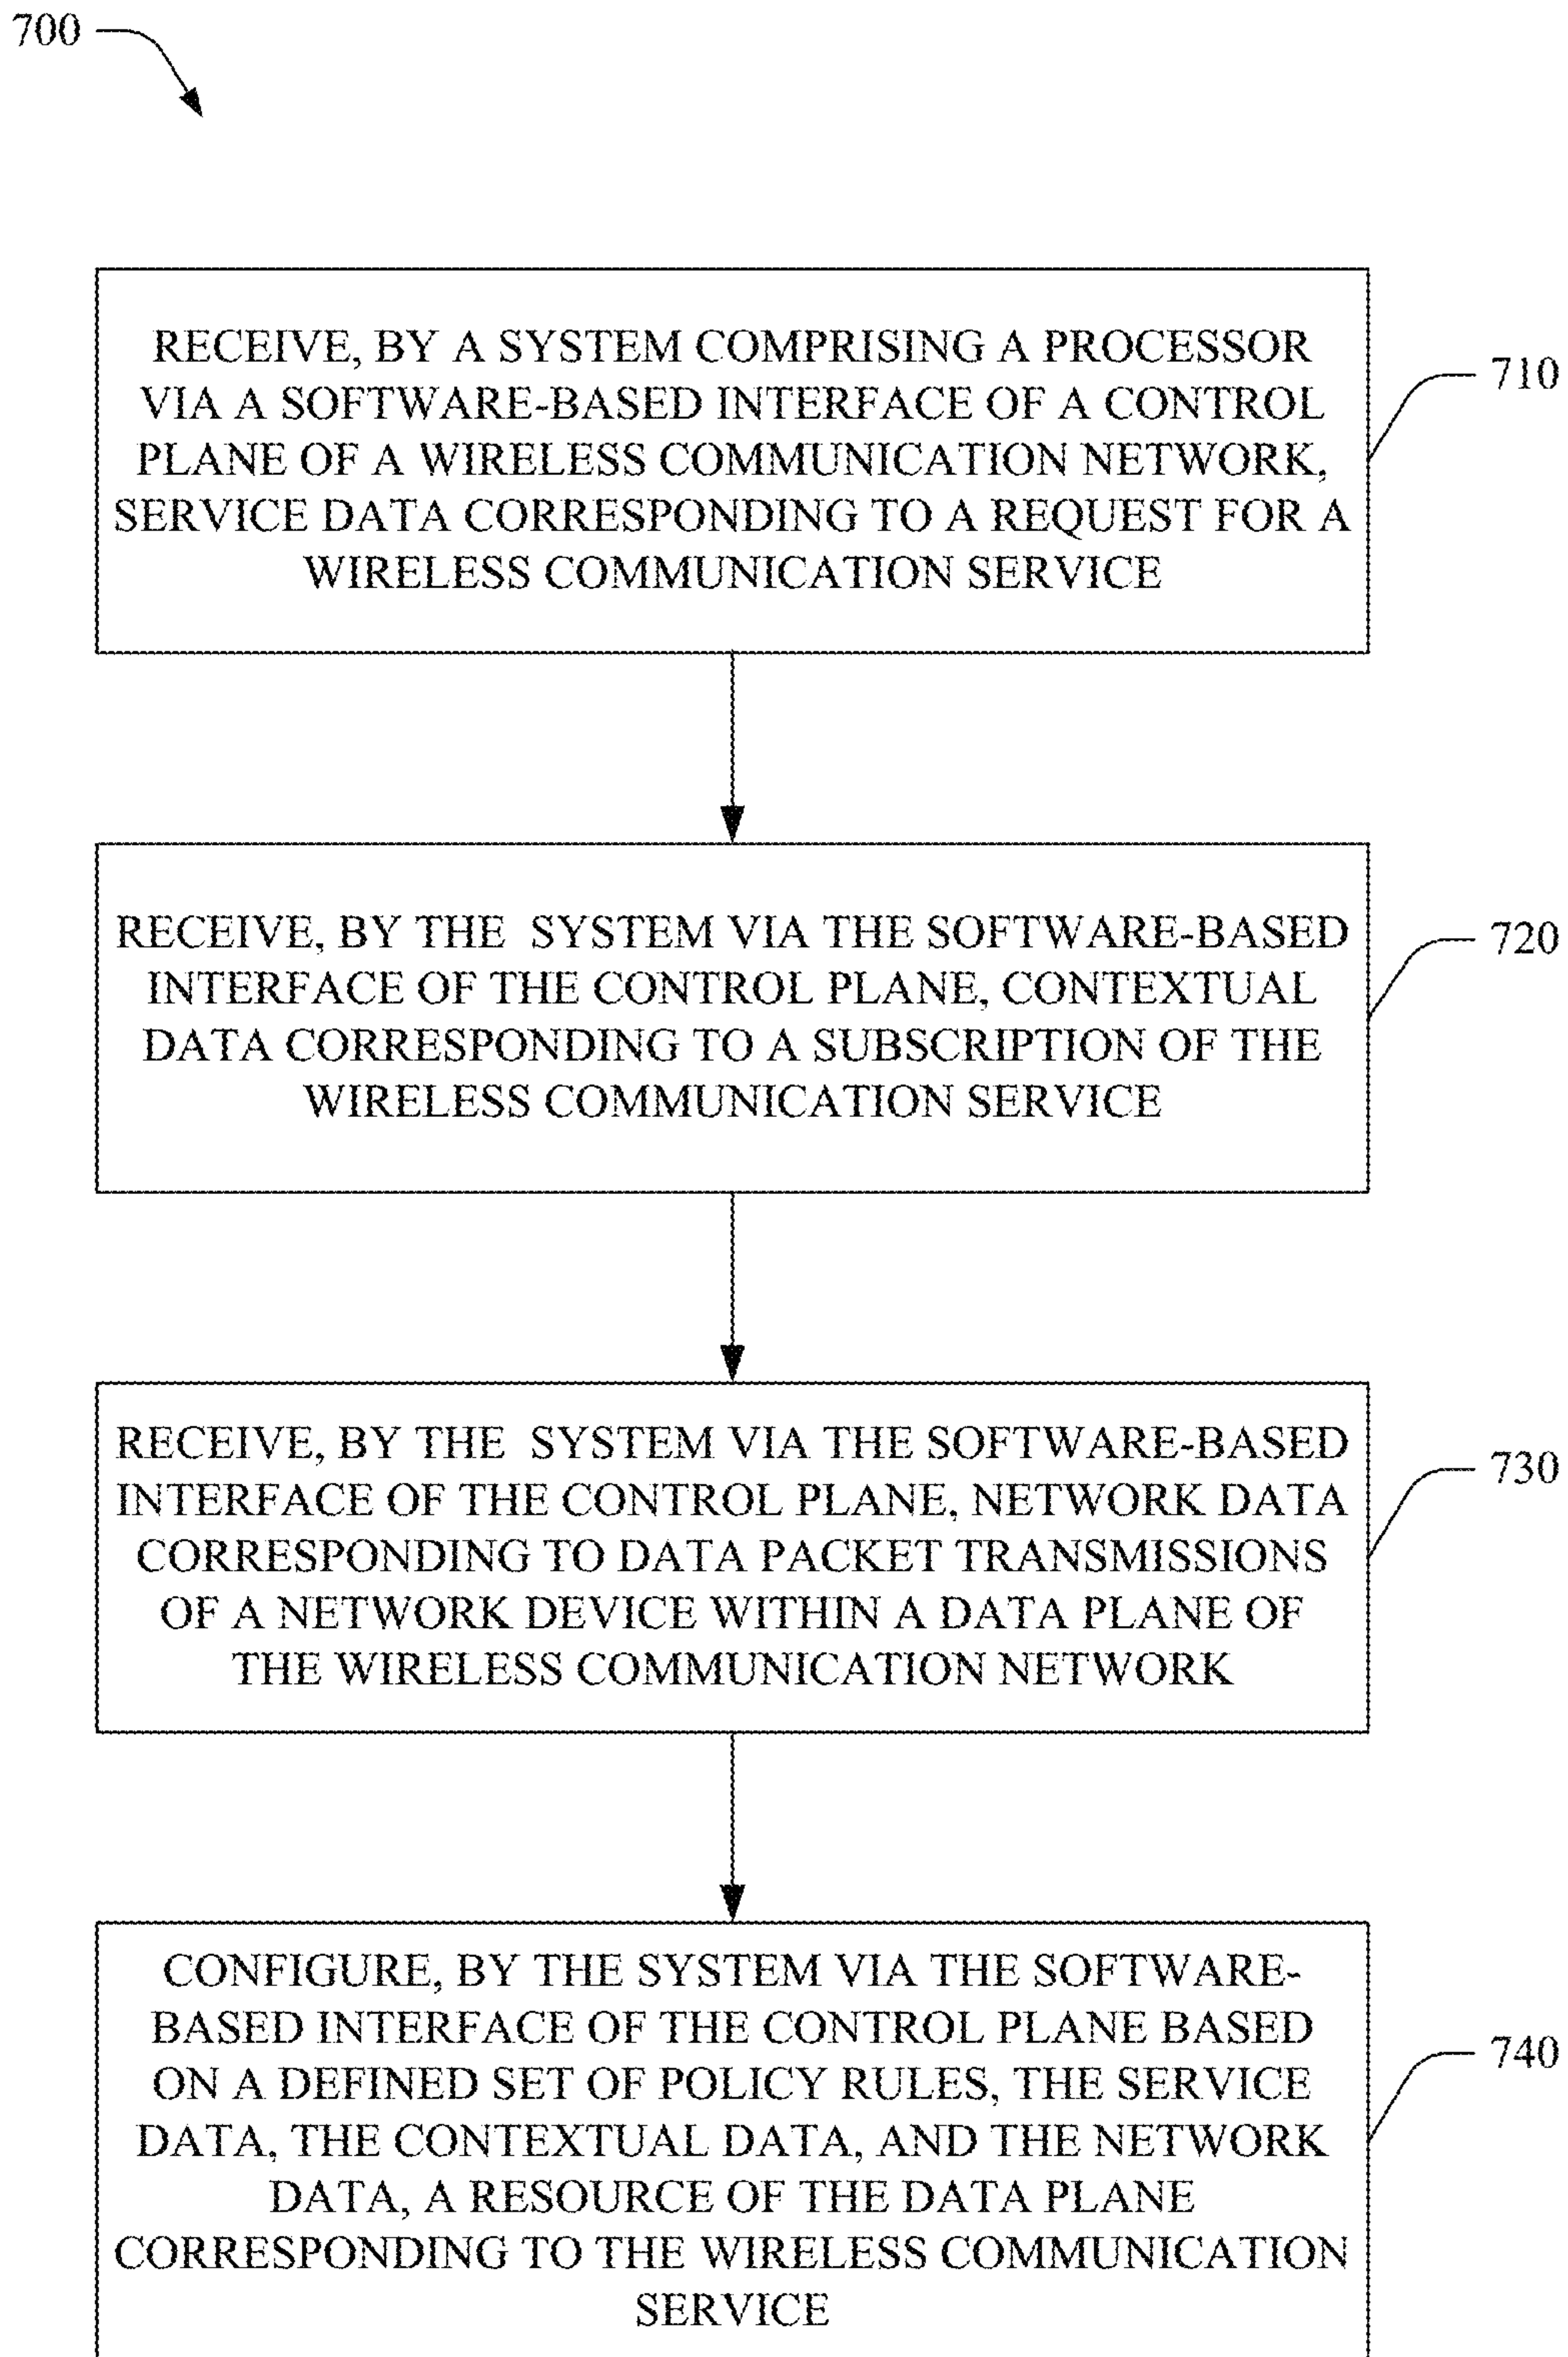 700
RECEIVE, BY A SYSTEM COMPRISING A PROCESSOR
VIA A SOFTWARE-BASED INTERFACE OF A CONTROL
PLANE OF A WIRELESS COMMUNICATION NETWORK,
SERVICE DATA CORRESPONDING TO A REQUEST FOR A
WIRELESS COMMUNICATION SERVICE
710
RECEIVE, BY THE SYSTEM VIA THE SOFTWARE-BASED
INTERFACE OF THE CONTROL PLANE, CONTEXTUAL
DATA CORRESPONDING TO A SUBSCRIPTION OF THE
WIRELESS COMMUNICATION SERVICE
720
RECEIVE, BY THE SYSTEM VIA THE SOFTWARE-BASED
INTERFACE OF THE CONTROL PLANE, NETWORK DATA
CORRESPONDING TO DATA PACKET TRANSMISSIONS
OF A NETWORK DEVICE WITHIN A DATA PLANE OF
THE WIRELESS COMMUNICATION NETWORK
730
CONFIGURE, BY THE SYSTEM VIA THE SOFTWARE-
BASED INTERFACE OF THE CONTROL PLANE BASED
ON A DEFINED SET OF POLICY RULES, THE SERVICE
DATA, THE CONTEXTUAL DATA, AND THE NETWORK
DATA, A RESOURCE OF THE DATA PLANE
CORRESPONDING TO THE WIRELESS COMMUNICATION
SERVICE
740